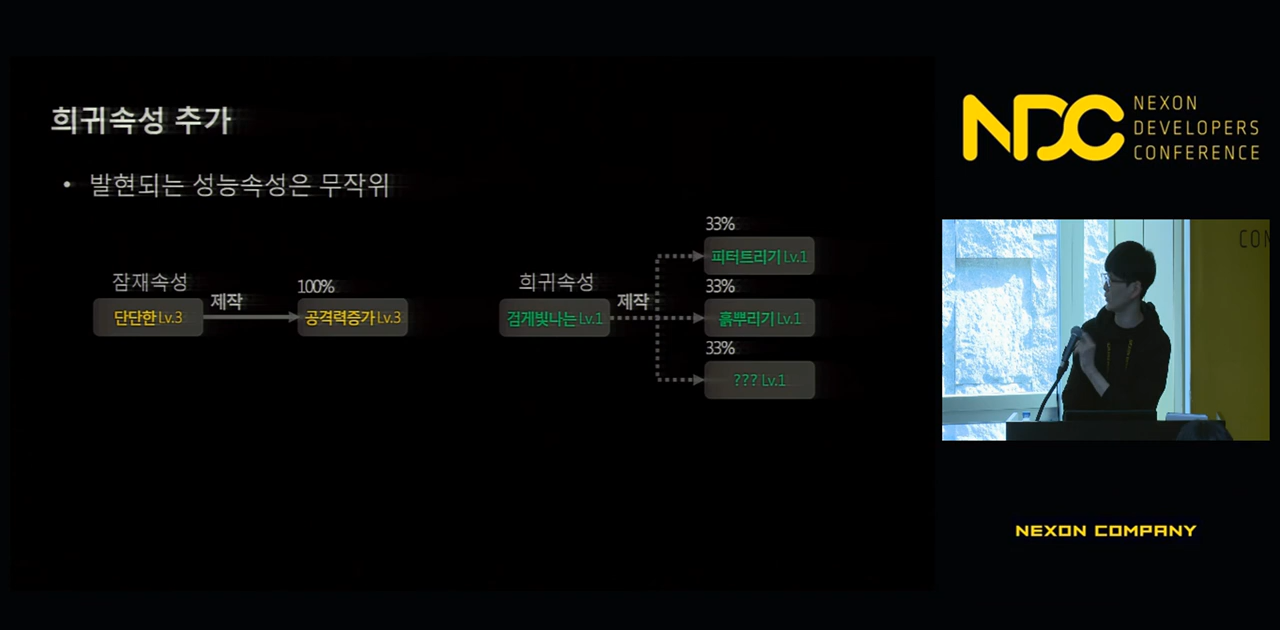 희귀속성 추가
• 발현되는 성능속성은 무작위
잠재속성
단단한 Lv.3
제작
100%
공격력증가 Lv.3
희귀속성
검게빛나는 Lv.1
제작
33%
피터트리기 Lv.1
33%
흙뿌리기 Lv.1
33%
??? Lv.1
NDC
NEXON
DEVELOPERS
CONFERENCE
CON
NEXON COMPANY